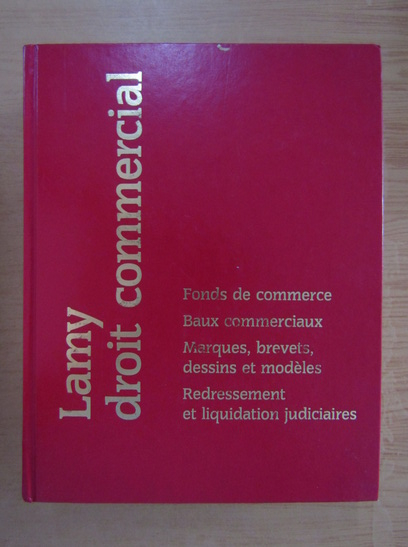 Lamy
droit commercial
Fonds de commerce
Baux commerciaux
Marques, brevets,
dessins et modèles
Redressement
et liquidation judiciaires